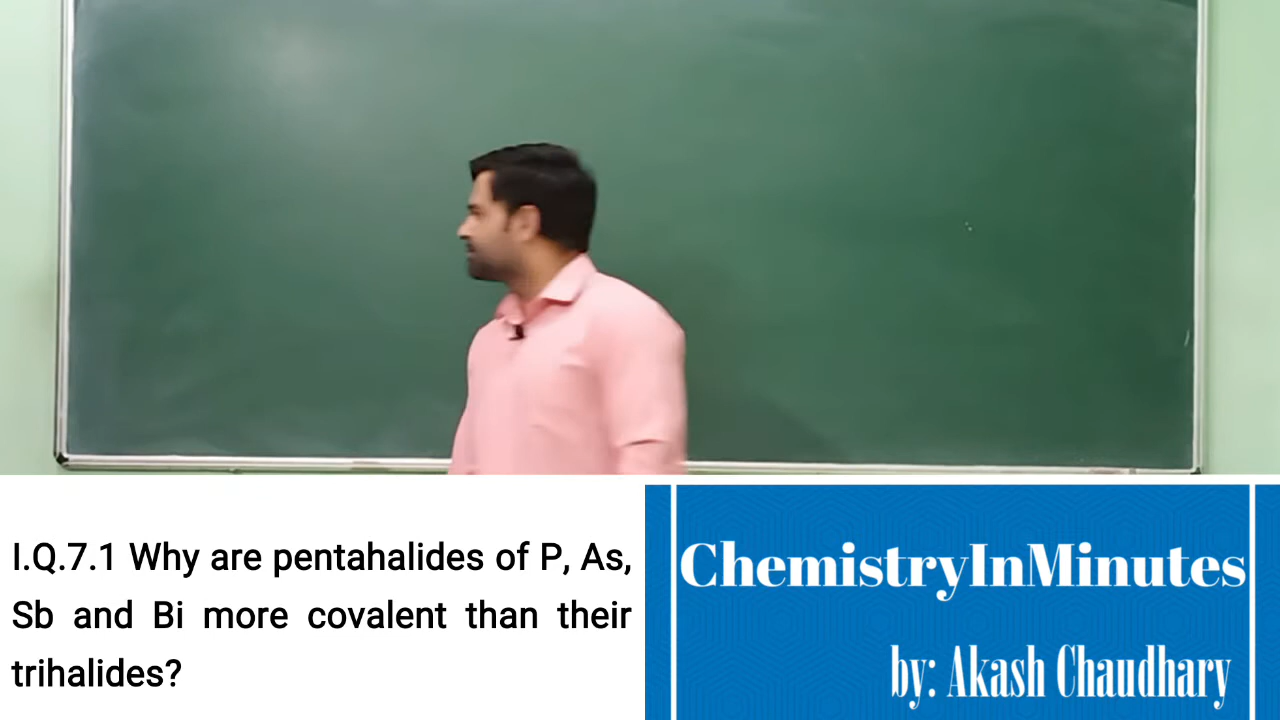 I.Q.7.1 Why are pentahalides of P, As,
Sb and Bi more covalent than their
trihalides?
ChemistryInMinutes
by: Akash Chaudhary